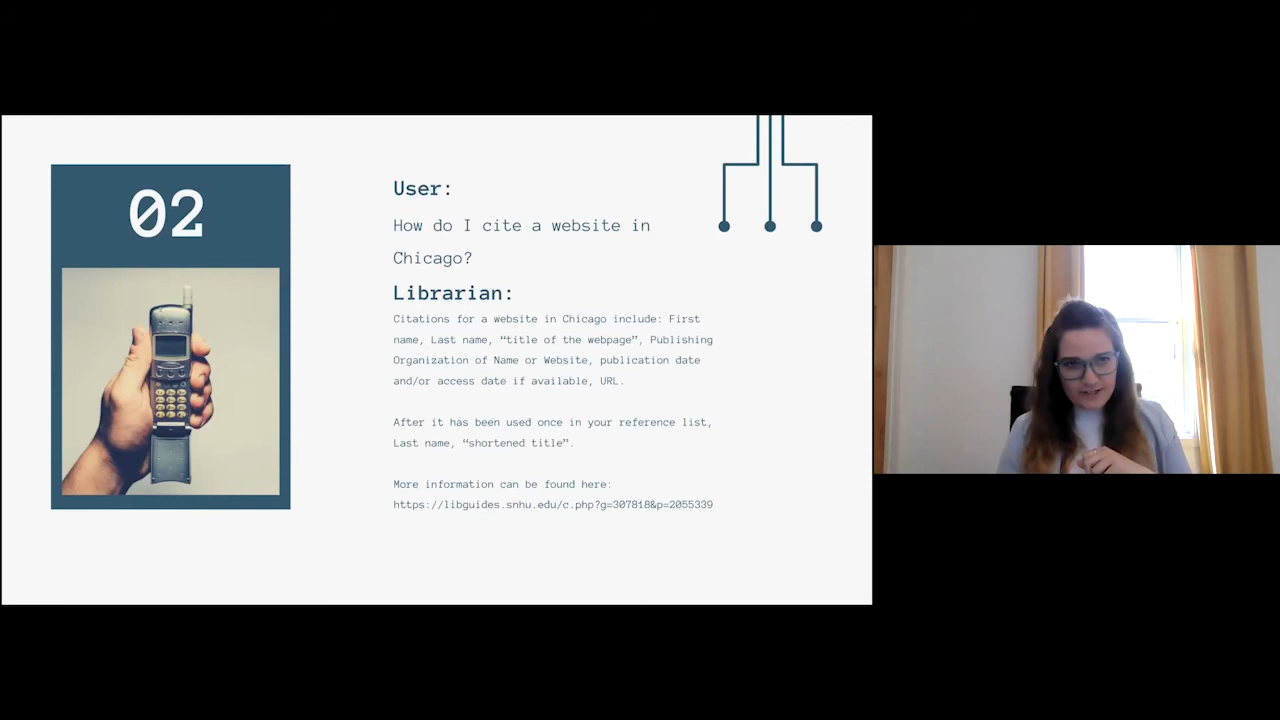 02
User:
How do I cite a website in
Chicago?
Librarian:
Citations for a website in Chicago include: First
name, Last name, “title of the webpage”, Publishing
Organization of Name or Website, publication date
and/or access date if available, URL.
After it has been used once in your reference list,
Last name, “shortened title”.
More information can be found here:
https://libguides.snhu.edu/c.php?g=307818&p=2055339